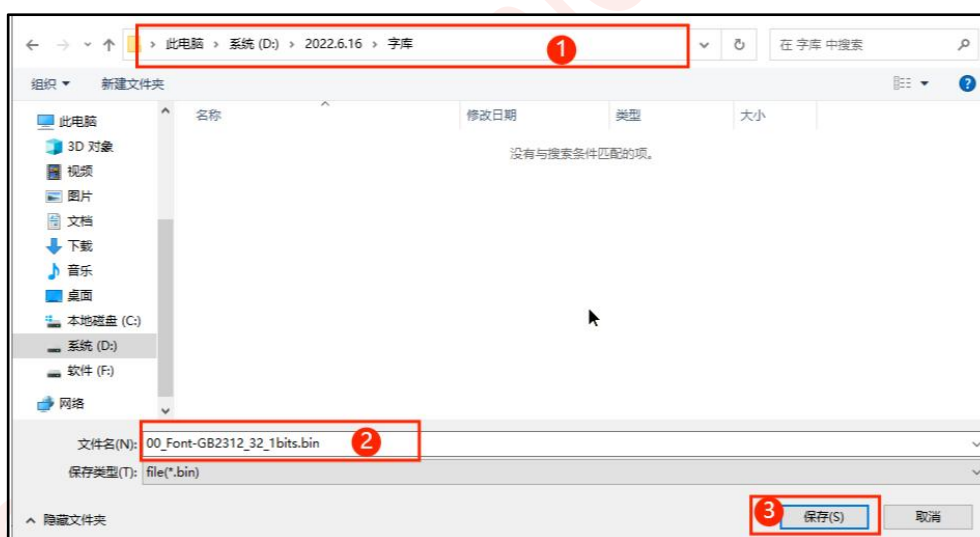 此电脑 › 系统 (D:) › 2022.6.16 › 字库 1 在 字库 中搜索
组织 新建文件夹 ?
名称 修改日期 类型 大小
没有与搜索条件匹配的项。
此电脑
3D 对象
视频
图片
文档
下载
音乐
桌面
本地磁盘 (C:)
系统 (D:)
软件 (F:)
网络
文件名(N): 00_Font-GB2312_32_1bits.bin 2
保存类型(T): file(*.bin)
隐藏文件夹 3 保存(S) 取消